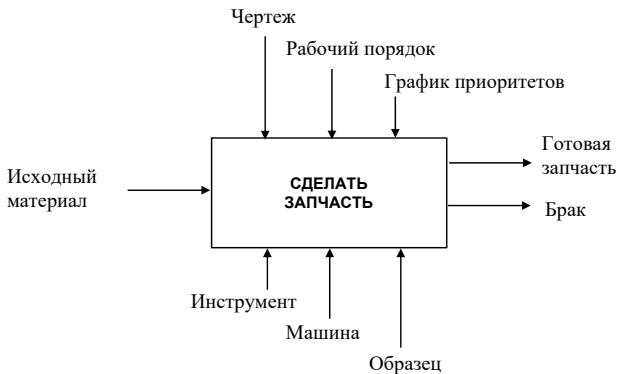 Чертеж
Рабочий порядок
График приоритетов
Готовая
запчасть
Исходный
материал
СДЕЛАТЬ
ЗАПЧАСТЬ
Брак
Инструмент
Машина
Образец